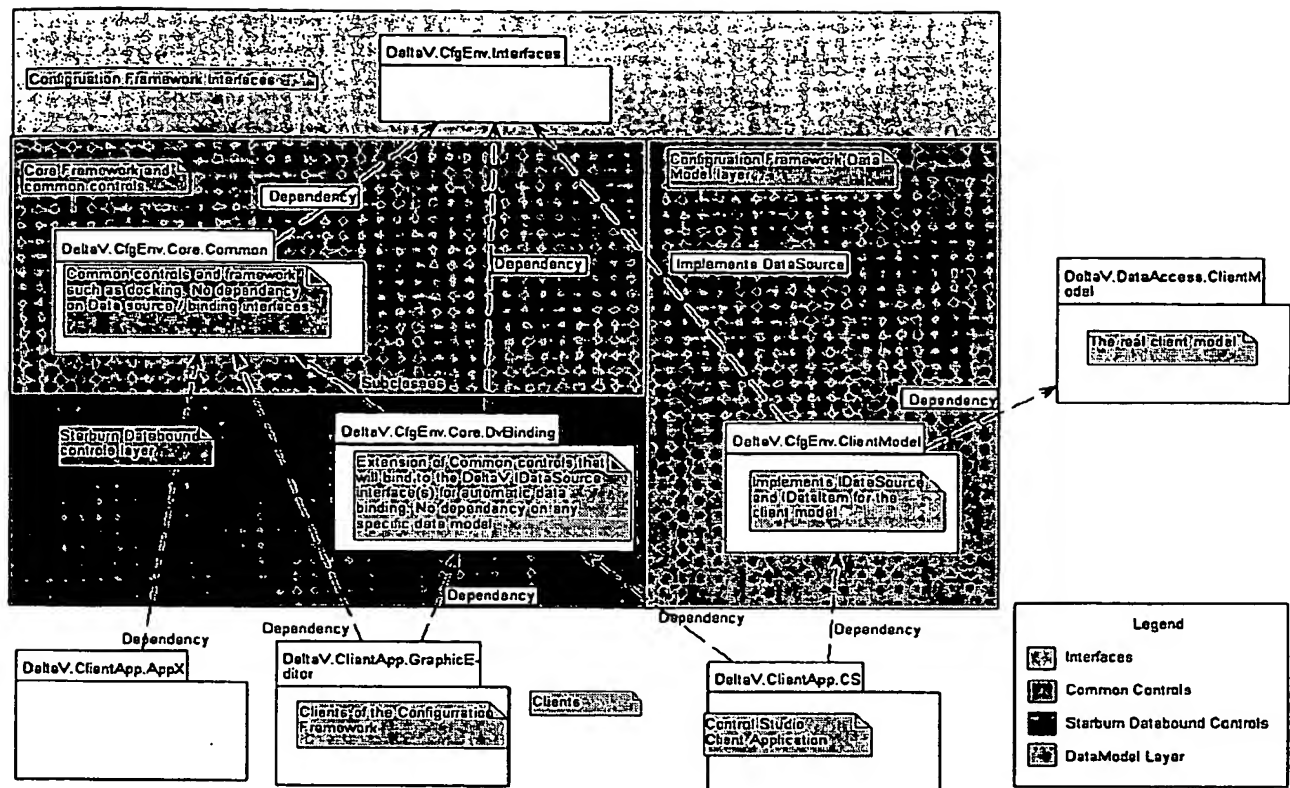 DeltaV.CfgEnv.Interfaces
Configruation Framework Interfaces
Core Framework and
common controls
Dependency
Configruation Framework Data
Model layer
DeltaV.CfgEnv.Core.Common
Common controls and framework
such as docking. No dependency
on Data source / binding interfaces.
Dependency
Implements DataSource
DeltaV.DataAccess.ClientM
odel
The real client model
Subclasses
Dependency
Starburn Databound
controls layer
DeltaV.CfgEnv.Core.DvBinding
Extension of Common controls that
will bind to the DeltaV IDataSource
interface(s) for automatic data
binding. No dependency on any
specific data model
DeltaV.CfgEnv.ClientModel
Implements IDataSource
and IDataItem for the
client model
Dependency
Dependency
Dependency
Dependency
Dependency
DeltaV.ClientApp.AppX
DeltaV.ClientApp.GraphicE-
ditor
Clients of the Configurration
Framework
Clients
DeltaV.ClientApp.CS
Control Studio
Client Application
Legend
Interfaces
Common Controls
Starburn Databound Controls
DataModel Layer